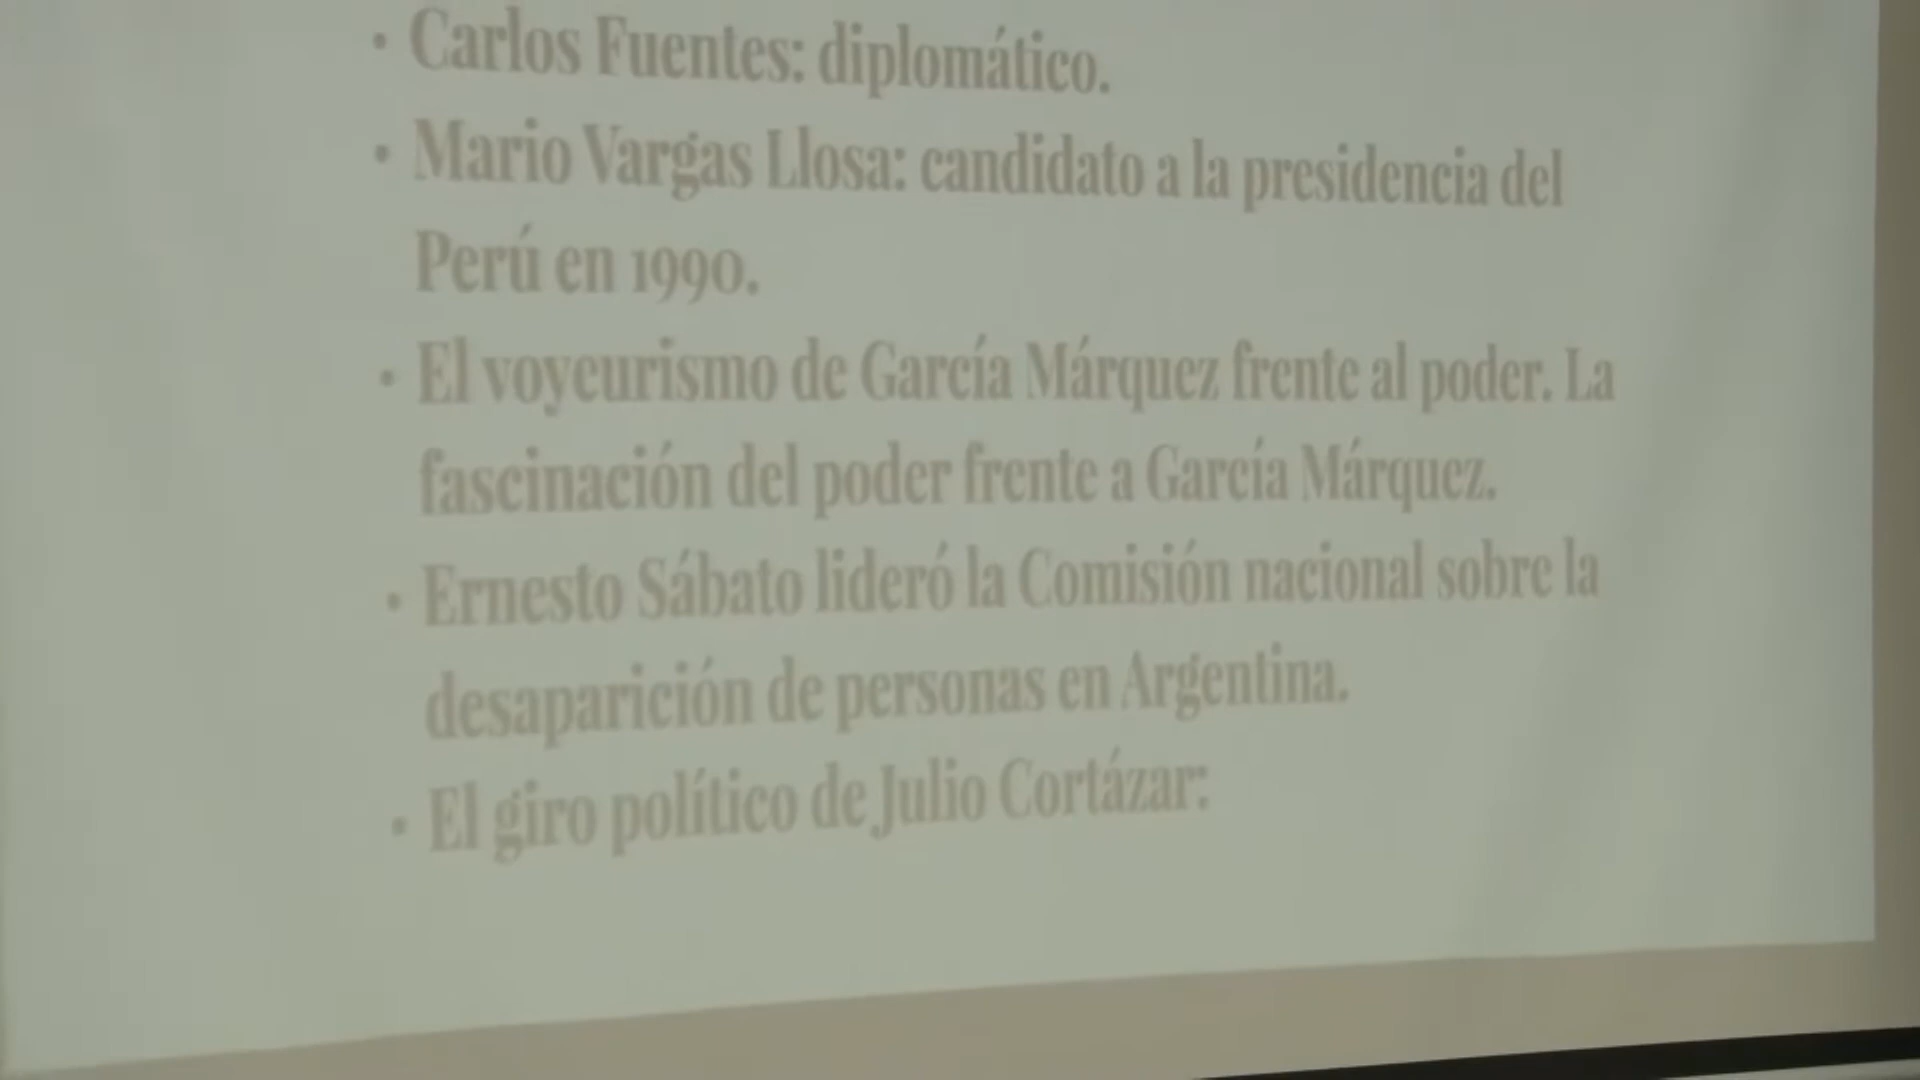 • Carlos Fuentes: diplomático.
• Mario Vargas Llosa: candidato a la presidencia del
Perú en 1990.
• El voyeurismo de García Márquez frente al poder. La
fascinación del poder frente a García Márquez.
• Ernesto Sábato lideró la Comisión nacional sobre la
desaparición de personas en Argentina.
• El giro político de Julio Cortázar: